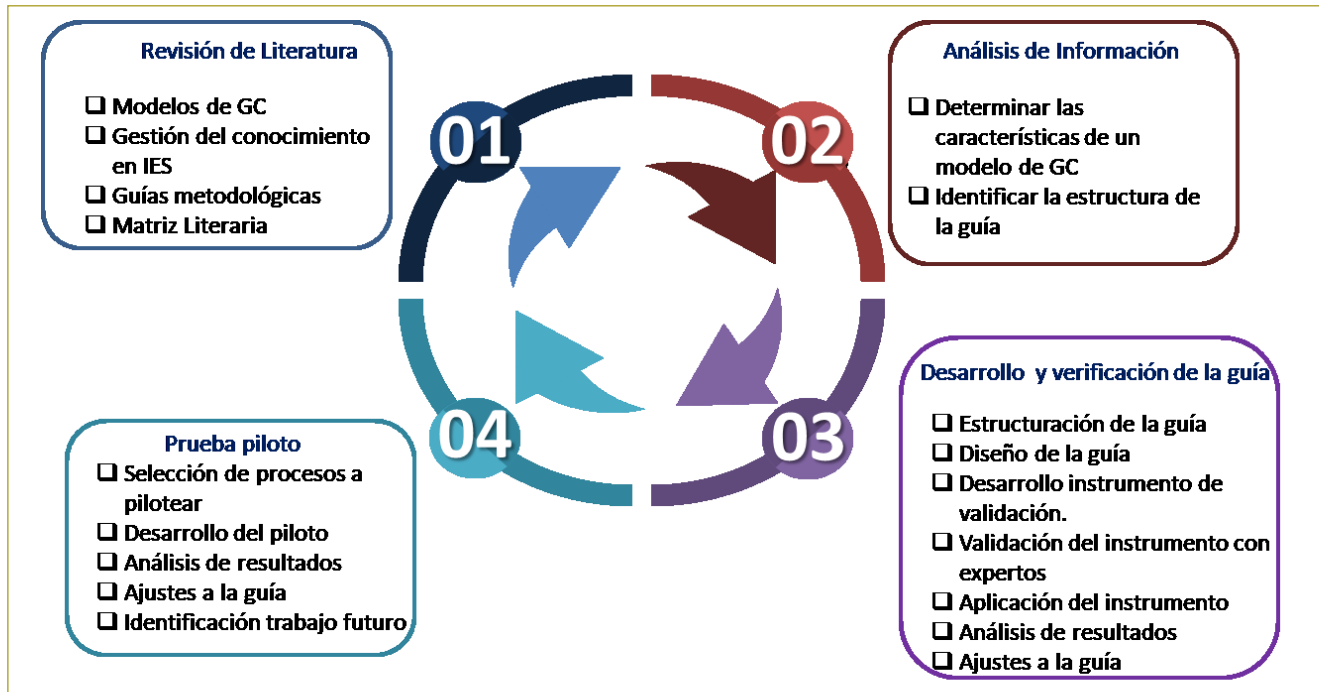 01
Revisión de Literatura
❑ Modelos de GC
❑ Gestión del conocimiento
en IES
❑ Guías metodológicas
❑ Matriz Literaria
02
Análisis de Información
❑ Determinar las
características de un
modelo de GC
❑ Identificar la estructura de
la guía
03
Desarrollo y verificación de la guía
❑ Estructuración de la guía
❑ Diseño de la guía
❑ Desarrollo instrumento de
validación.
❑ Validación del instrumento con
expertos
❑ Aplicación del instrumento
❑ Análisis de resultados
❑ Ajustes a la guía
04
Prueba piloto
❑ Selección de procesos a
pilotear
❑ Desarrollo del piloto
❑ Análisis de resultados
❑ Ajustes a la guía
❑ Identificación trabajo futuro